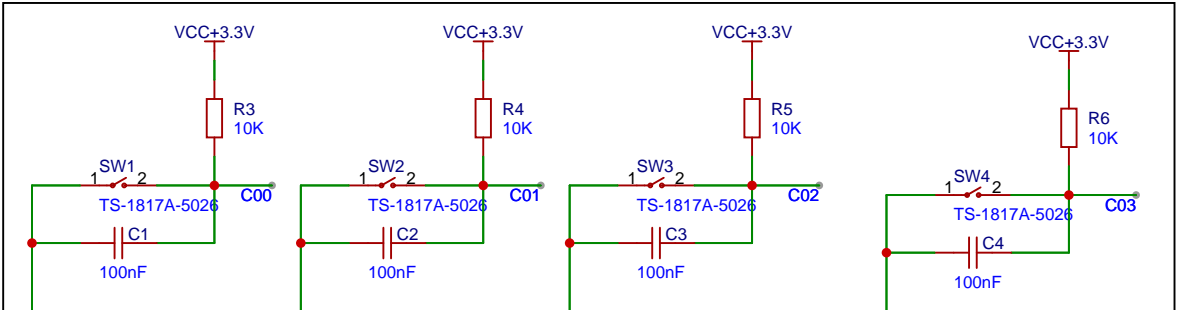 VCC+3.3V
R3
10K
SW1
1
2
C00
TS-1817A-5026
C1
100nF
VCC+3.3V
R4
10K
SW2
1
2
C01
TS-1817A-5026
C2
100nF
VCC+3.3V
R5
10K
SW3
1
2
C02
TS-1817A-5026
C3
100nF
VCC+3.3V
R6
10K
SW4
1
2
C03
TS-1817A-5026
C4
100nF